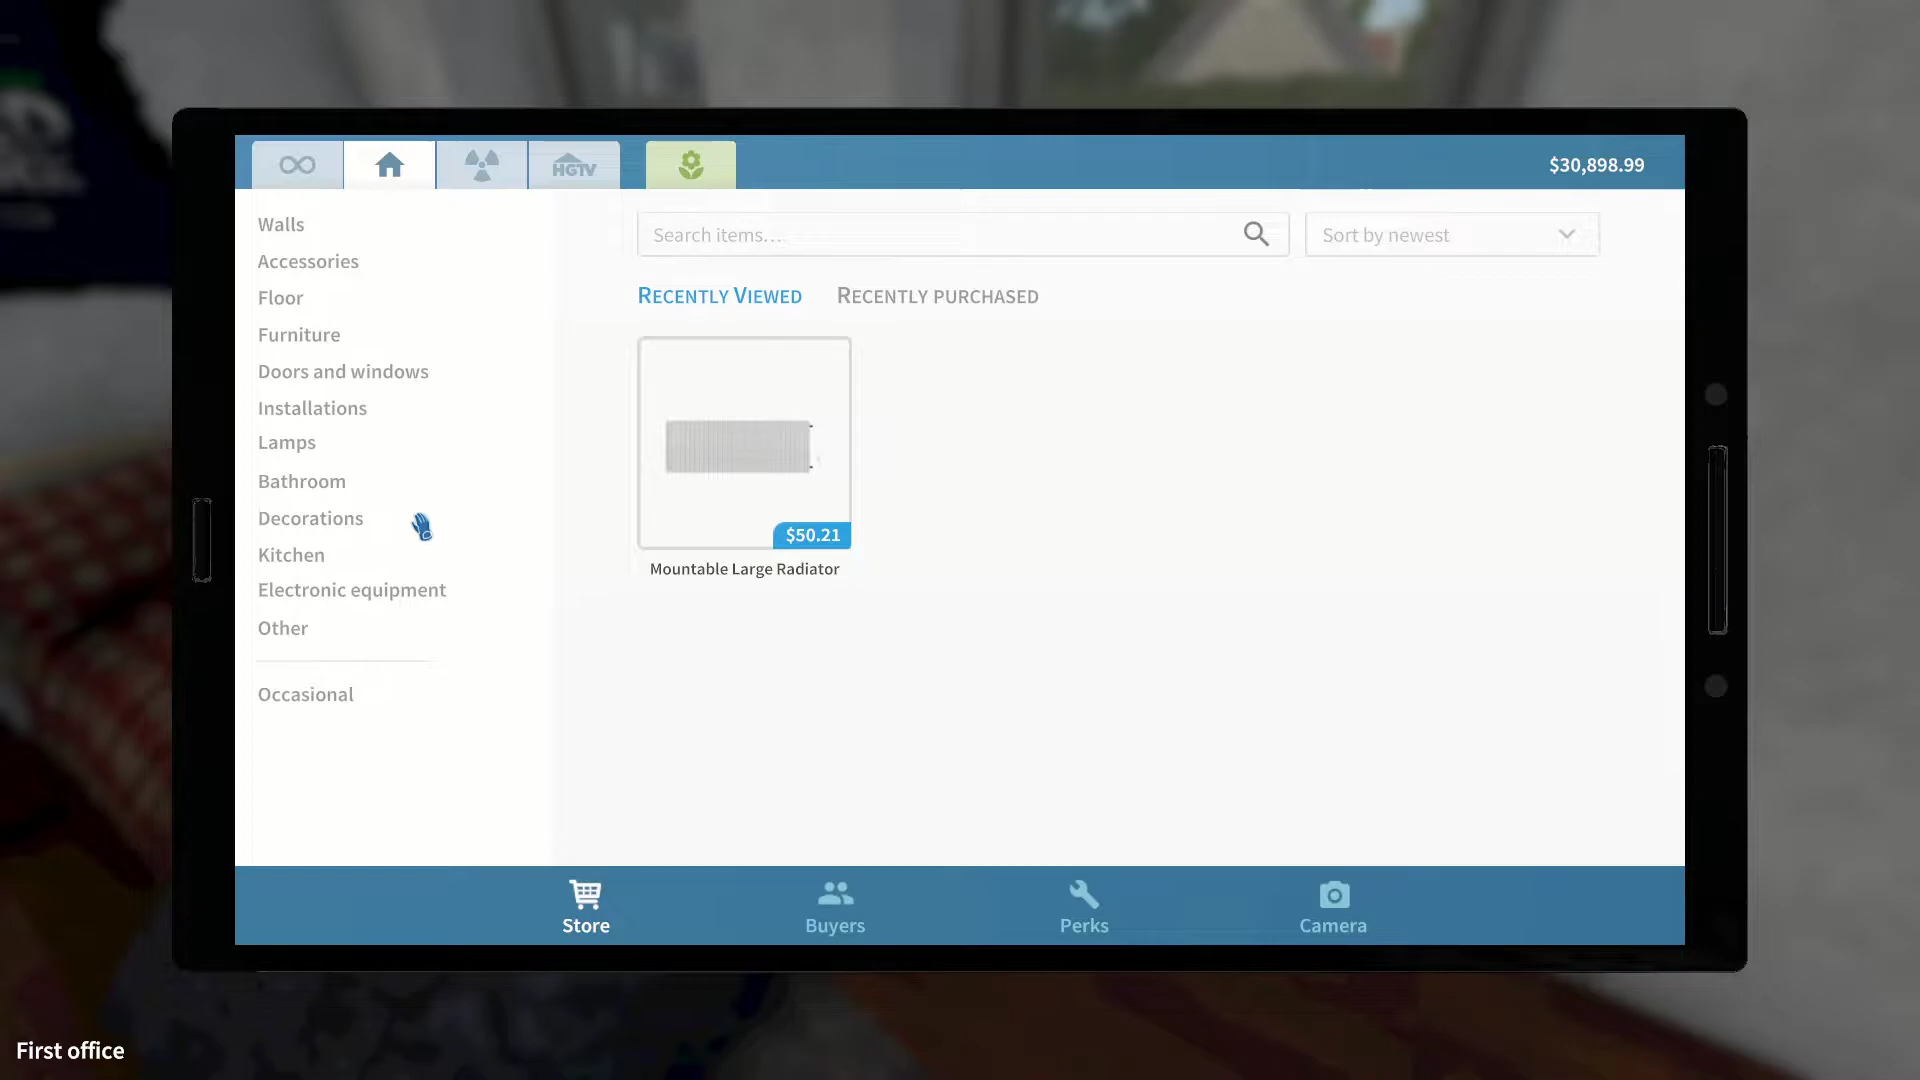 HGTV
$30,898.99
Walls
Accessories
Floor
Furniture
Doors and windows
Installations
Lamps
Bathroom
Decorations
Kitchen
Electronic equipment
Other
Occasional
Search items...
Sort by newest
RECENTLY VIEWED
RECENTLY PURCHASED
$50.21
Mountable Large Radiator
Store
Buyers
Perks
Camera
First office